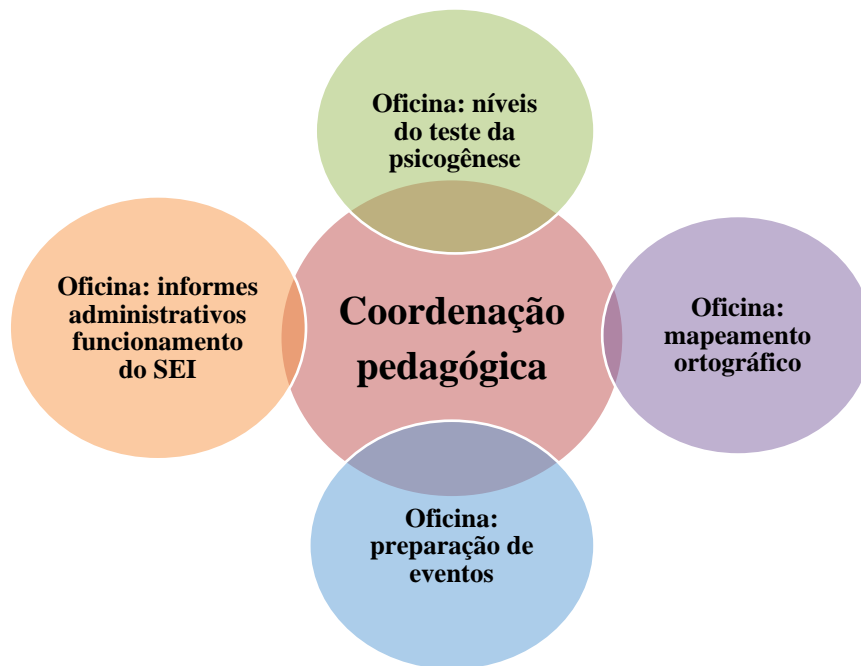 Oficina: níveis
do teste da
psicogênese
Oficina: informes
administrativos
funcionamento
do SEI
Coordenação
pedagógica
Oficina:
mapeamento
ortográfico
Oficina:
preparação de
eventos